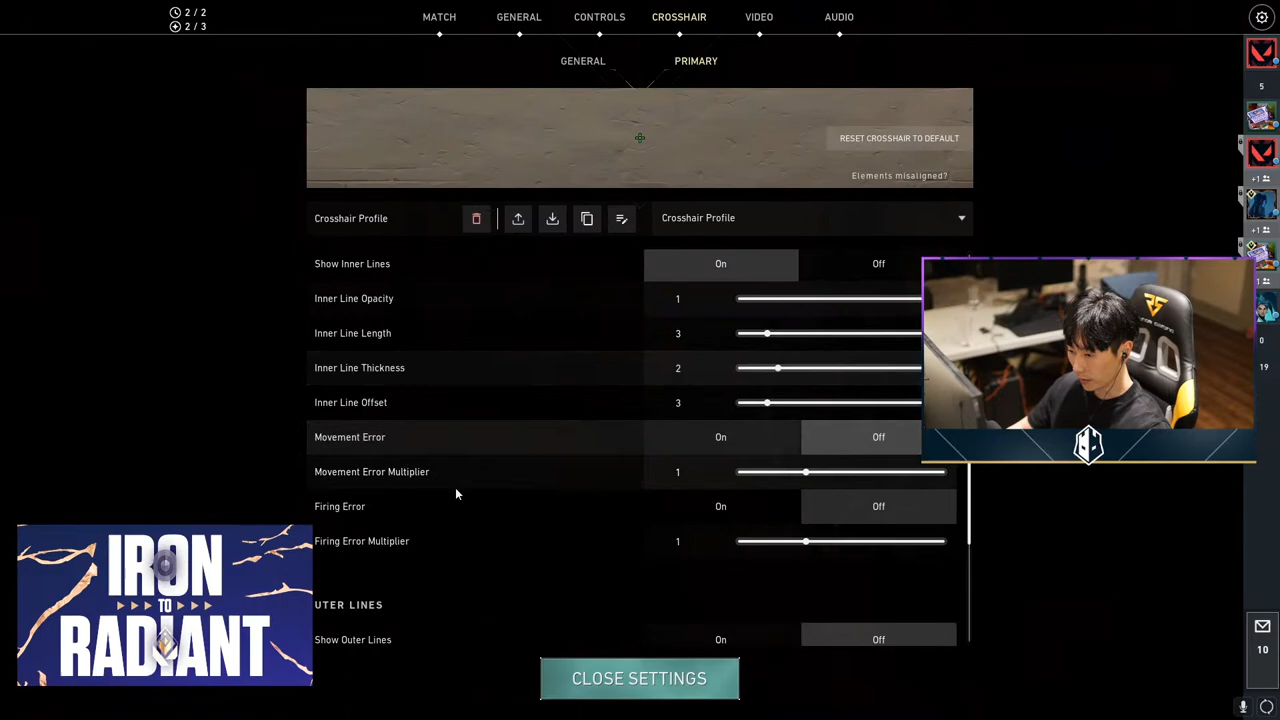 2 / 2
2 / 3
MATCH
GENERAL
CONTROLS
CROSSHAIR
VIDEO
AUDIO
GENERAL
PRIMARY
RESET CROSSHAIR TO DEFAULT
Elements misaligned?
5
Crosshair Profile
Crosshair Profile
+1
Show Inner Lines
On
Off
+1
Inner Line Opacity
1
1
Inner Line Length
3
0
Inner Line Thickness
2
19
Inner Line Offset
3
Movement Error
On
Off
Movement Error Multiplier
1
Firing Error
On
Off
Firing Error Multiplier
1
UTER LINES
Show Outer Lines
On
Off
CLOSE SETTINGS
10
IRON
TO
RADIANT